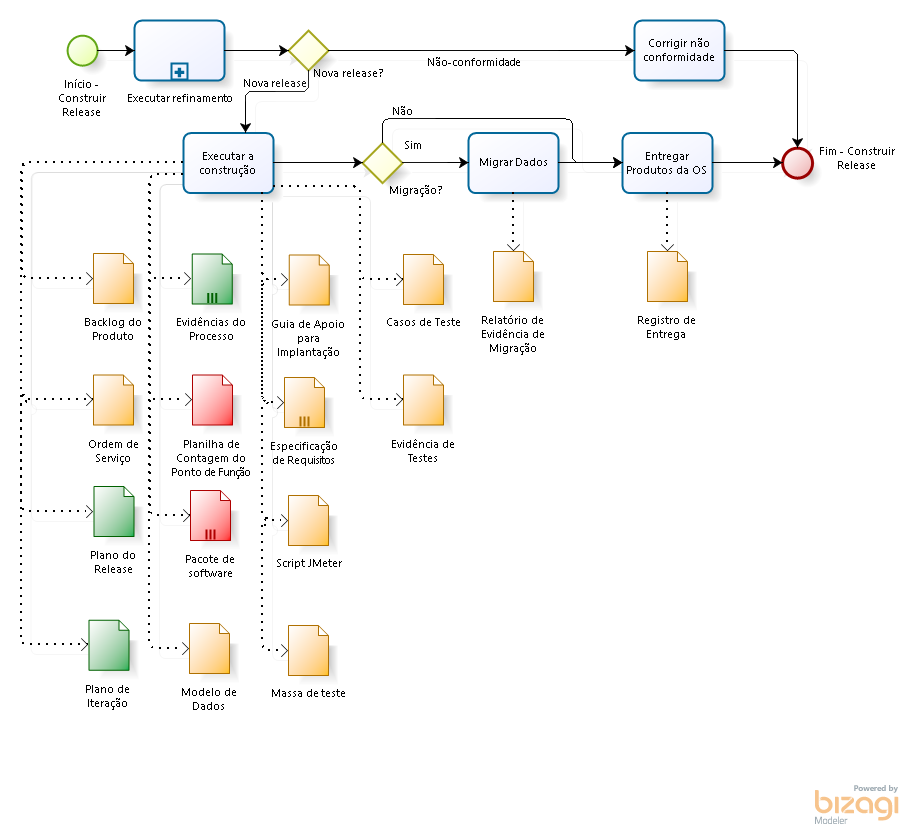 Início -
Construir
Release
Executar refinamento
Nova release?
Nova release
Não-conformidade
Corrigir não
conformidade
Executar a
construção
Não
Sim
Migração?
Migrar Dados
Entregar
Produtos da OS
Fim - Construir
Release
Backlog do
Produto
Evidências do
Processo
Guia de Apoio
para
Implantação
Casos de Teste
Relatório de
Evidência de
Migração
Registro de
Entrega
Ordem de
Serviço
Planilha de
Contagem do
Ponto de Função
Especificação
de Requisitos
Evidência de
Testes
Plano do
Release
Pacote de
software
Script JMeter
Plano de
Iteração
Modelo de
Dados
Massa de teste
Powered by
bizagi
Modeler